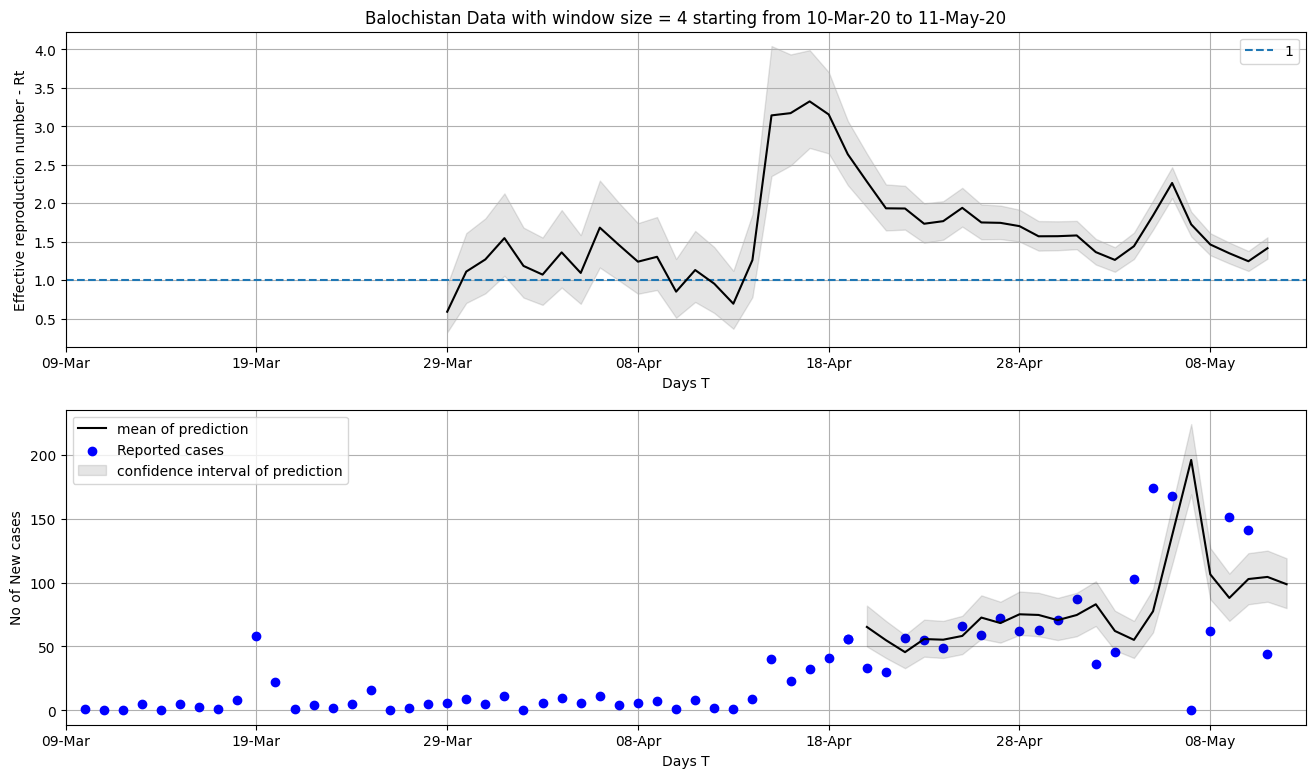 Balochistan Data with window size = 4 starting from 10-Mar-20 to 11-May-20
Effective reproduction number - Rt
4.0
3.5
3.0
2.5
2.0
1.5
1.0
0.5
1
09-Mar 19-Mar 29-Mar 08-Apr 18-Apr 28-Apr 08-May
Days T
No of New cases
200
150
100
50
0
mean of prediction
Reported cases
confidence interval of prediction
09-Mar 19-Mar 29-Mar 08-Apr 18-Apr 28-Apr 08-May
Days T